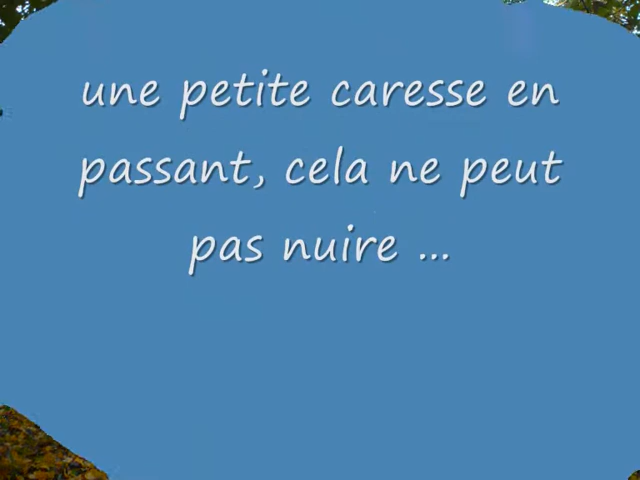 une petite caresse en
passant, cela ne peut
pas nuire ...